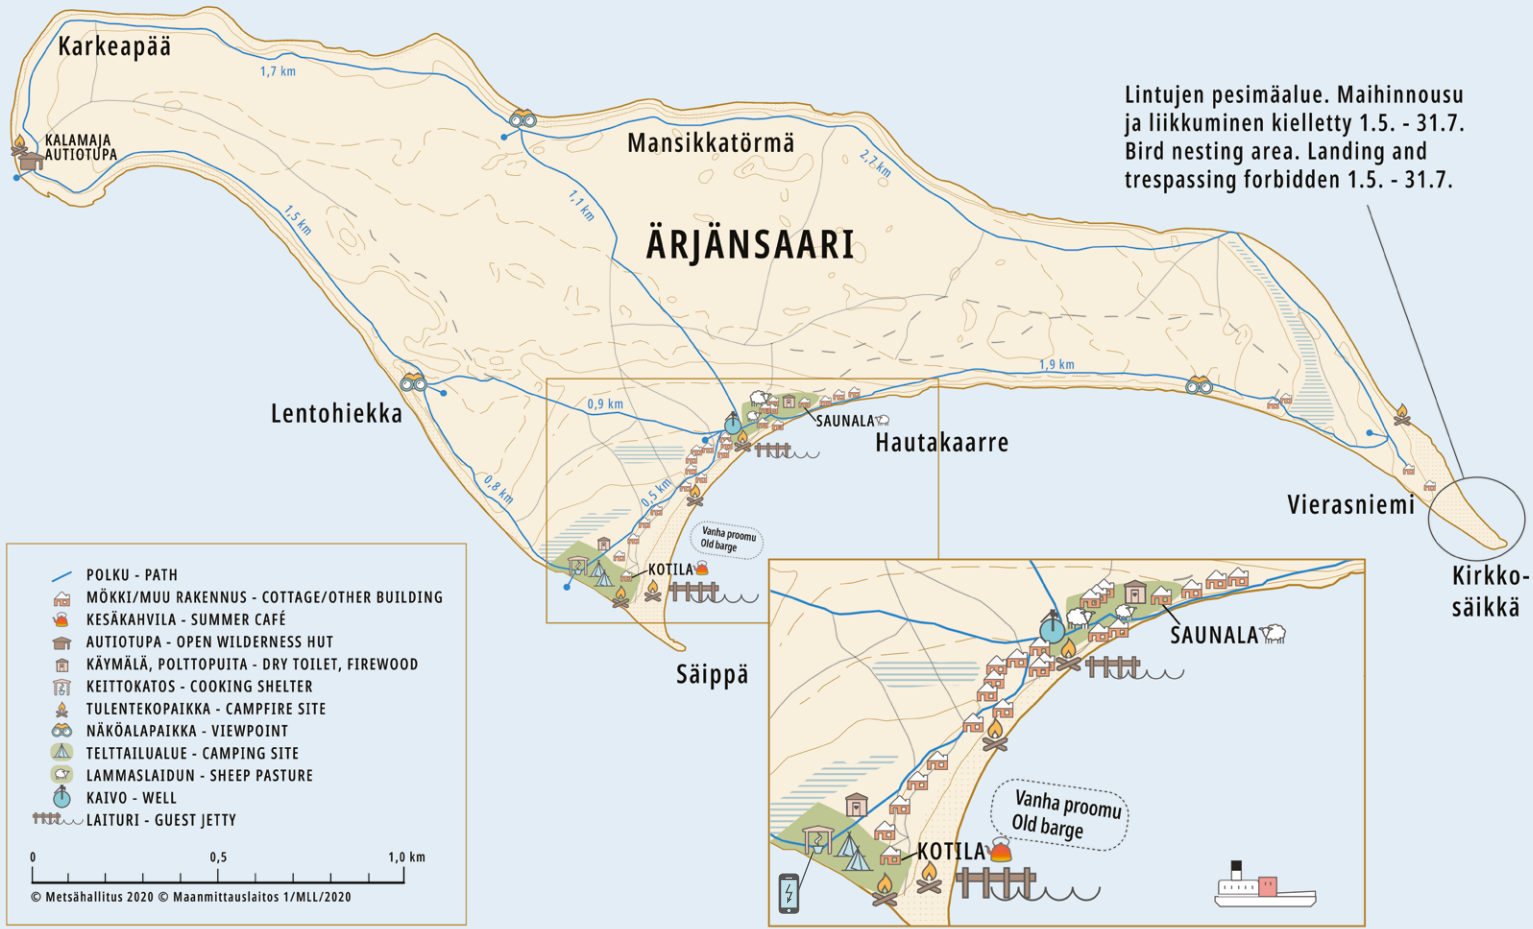 Karkeapää
1,7 km
KALAMAJA
AUTIOTUPA
Mansikkatörmä
2,7 km
Lintujen pesimäalue. Maihinnousu
ja liikkuminen kielletty 1.5. - 31.7.
Bird nesting area. Landing and
trespassing forbidden 1.5. - 31.7.
1,5 km
1,1 km
ÄRJÄNSAARI
1,9 km
0,9 km
Lentohiekka
SAUNALA
Hautakaarre
0,8 km
0,5 km
Vierasniemi
Vanha proomu
Old barge
KOTILA
Kirkko-
säikkä
Säippä
POLKU - PATH
MÖKKI/MUU RAKENNUS - COTTAGE/OTHER BUILDING
KESÄKAHVILA - SUMMER CAFÉ
AUTIOTUPA - OPEN WILDERNESS HUT
KÄYMÄLÄ, POLTTOPUITA - DRY TOILET, FIREWOOD
KEITTOKATOS - COOKING SHELTER
TULENTEKOPAIKKA - CAMPFIRE SITE
NÄKÖALAPAIKKA - VIEWPOINT
TELTTAILUALUE - CAMPING SITE
LAMMASLAIDUN - SHEEP PASTURE
KAIVO - WELL
LAITURI - GUEST JETTY
0 0,5 1,0 km
© Metsähallitus 2020 © Maanmittauslaitos 1/MLL/2020
SAUNALA
Vanha proomu
Old barge
KOTILA